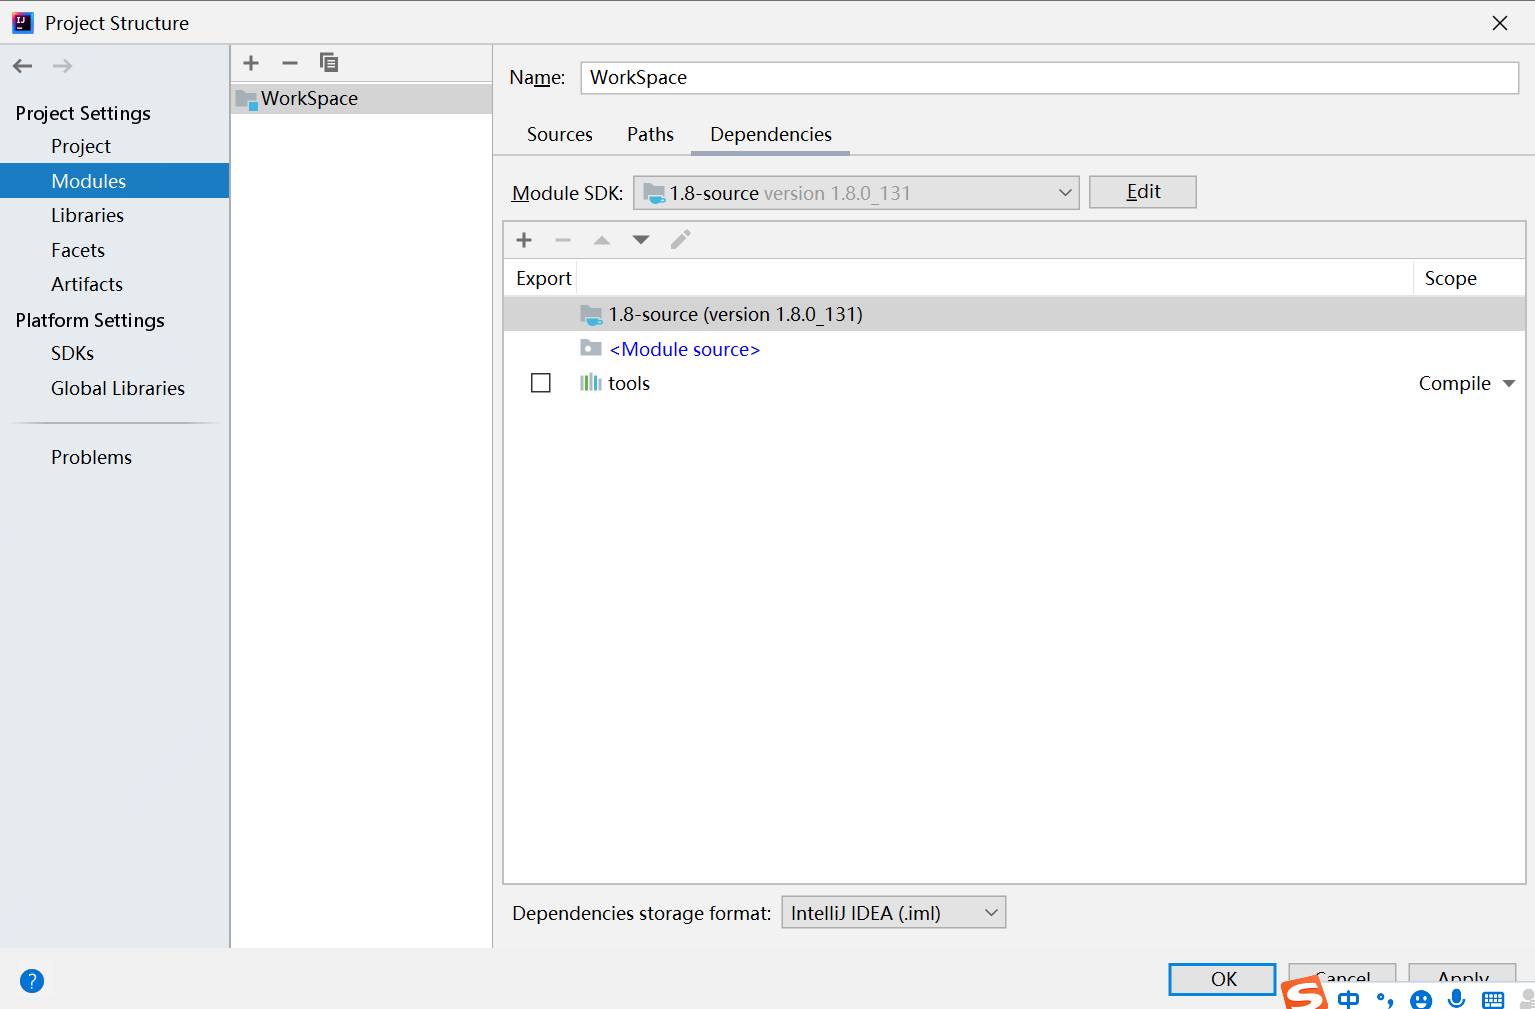 Project Structure
Project Settings
Project
Modules
Libraries
Facets
Artifacts
Platform Settings
SDKs
Global Libraries
Problems
WorkSpace
Name: WorkSpace
Sources Paths Dependencies
Module SDK: 1.8-source version 1.8.0_131 Edit
Export Scope
1.8-source (version 1.8.0_131)
<Module source>
tools Compile
Dependencies storage format: IntelliJ IDEA (.iml)
? OK Cancel Apply
中 °,